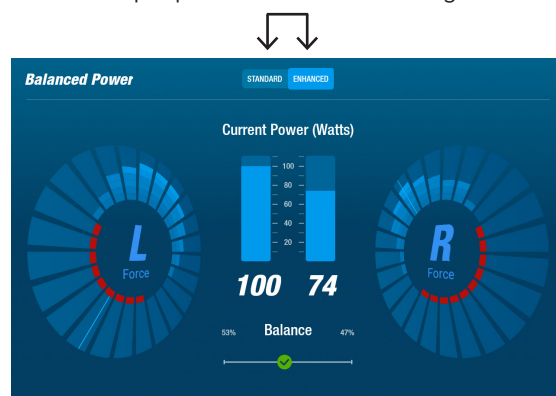 Balanced Power
STANDARD ENHANCED
Current Power (Watts)
100
80
60
40
20
L
Force
R
Force
100 74
53% Balance 47%